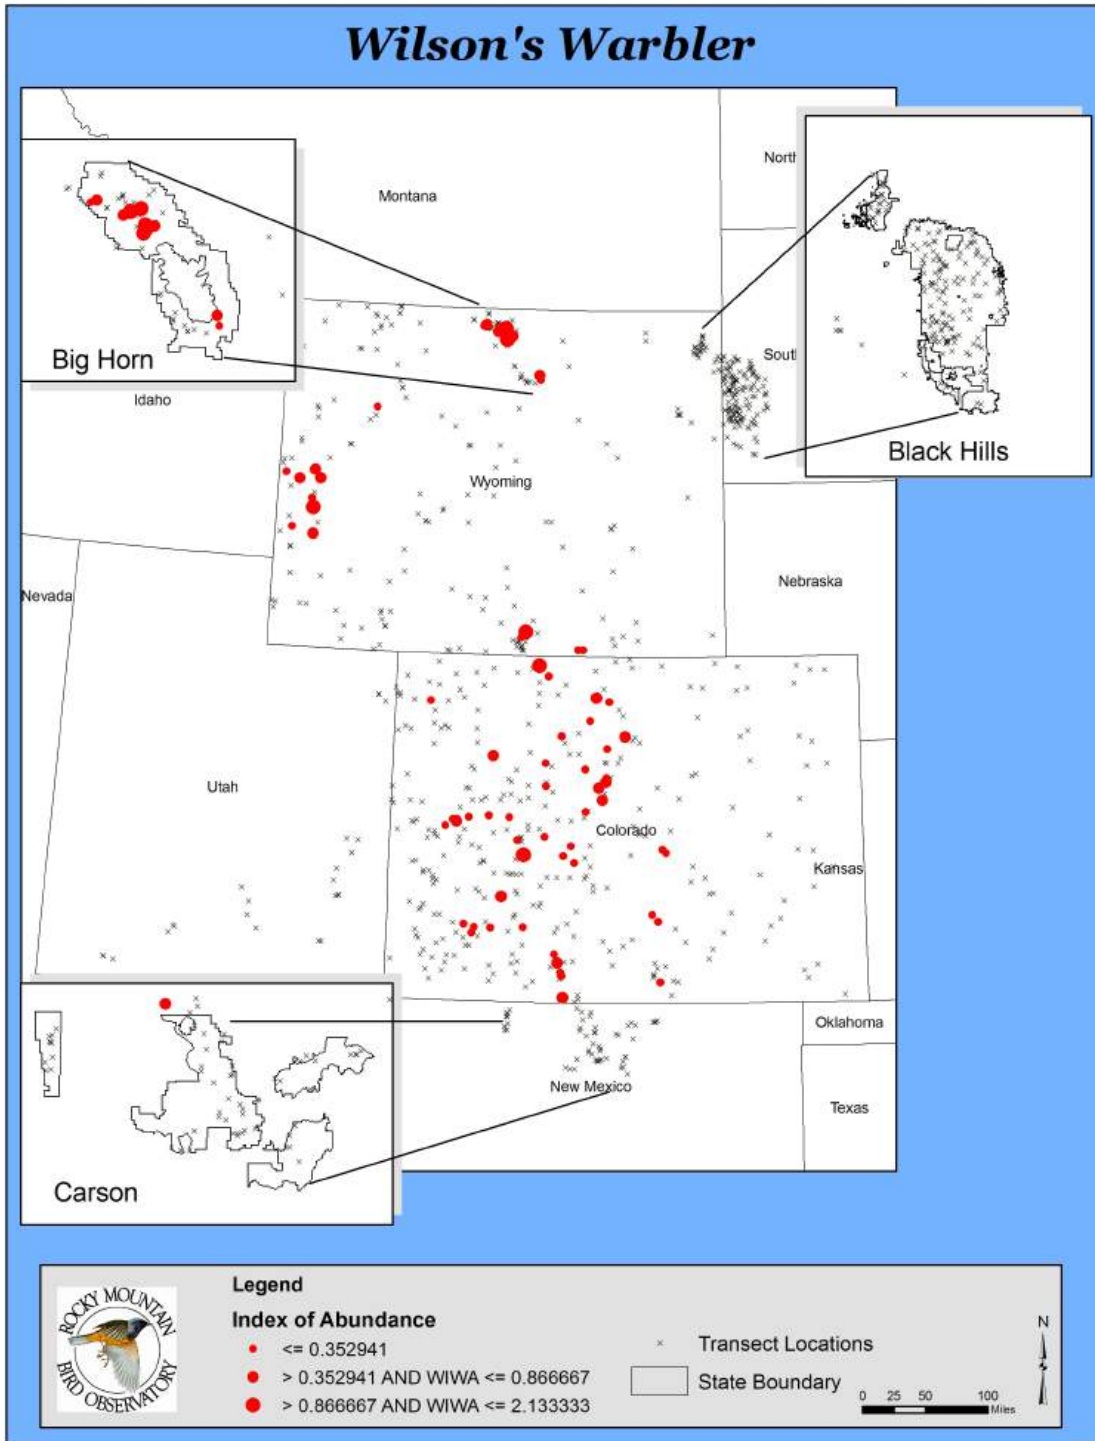 Wilson's Warbler
North
Montana
Big Horn
Idaho
South
Black Hills
Wyoming
Nevada
Nebraska
Utah
Colorado
Kansas
Oklahoma
New Mexico
Texas
Carson
Legend
Index of Abundance
<= 0.352941
> 0.352941 AND WIWA <= 0.866667
> 0.866667 AND WIWA <= 2.133333
Transect Locations
State Boundary
N
0 25 50 100
Miles
ROCKY MOUNTAIN
BIRD OBSERVATORY